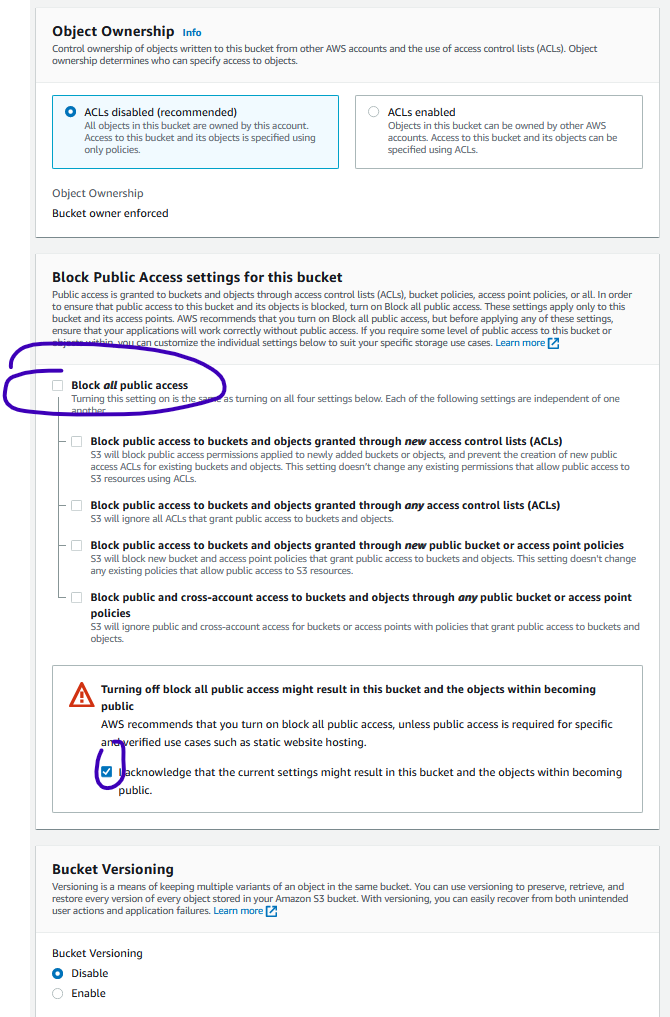 Object Ownership Info
Control ownership of objects written to this bucket from other AWS accounts and the use of access control lists (ACLs). Object
ownership determines who can specify access to objects.
ACLs disabled (recommended)
All objects in this bucket are owned by this account.
Access to this bucket and its objects is specified using
only policies.
ACLs enabled
Objects in this bucket can be owned by other AWS
accounts. Access to this bucket and its objects can be
specified using ACLs.
Object Ownership
Bucket owner enforced
Block Public Access settings for this bucket
Public access is granted to buckets and objects through access control lists (ACLs), bucket policies, access point policies, or all. In order
to ensure that public access to this bucket and its objects is blocked, turn on Block all public access. These settings apply only to this
bucket and its access points. AWS recommends that you turn on Block all public access, but before applying any of these settings,
ensure that your applications will work correctly without public access. If you require some level of public access to this bucket or
objects within, you can customize the individual settings below to suit your specific storage use cases. Learn more
Block all public access
Turning this setting on is the same as turning on all four settings below. Each of the following settings are independent of one
another.
Block public access to buckets and objects granted through new access control lists (ACLs)
S3 will block public access permissions applied to newly added buckets or objects, and prevent the creation of new public
access ACLs for existing buckets and objects. This setting doesn't change any existing permissions that allow public access to
S3 resources using ACLs.
Block public access to buckets and objects granted through any access control lists (ACLs)
S3 will ignore all ACLs that grant public access to buckets and objects.
Block public access to buckets and objects granted through new public bucket or access point policies
S3 will block new bucket and access point policies that grant public access to buckets and objects. This setting doesn't change
any existing policies that allow public access to S3 resources.
Block public and cross-account access to buckets and objects through any public bucket or access point
policies
S3 will ignore public and cross-account access for buckets or access points with policies that grant public access to buckets and
objects.
Turning off block all public access might result in this bucket and the objects within becoming
public
AWS recommends that you turn on block all public access, unless public access is required for specific
and verified use cases such as static website hosting.
I acknowledge that the current settings might result in this bucket and the objects within becoming
public.
Bucket Versioning
Versioning is a means of keeping multiple variants of an object in the same bucket. You can use versioning to preserve, retrieve, and
restore every version of every object stored in your Amazon S3 bucket. With versioning, you can easily recover from both unintended
user actions and application failures. Learn more
Bucket Versioning
Disable
Enable